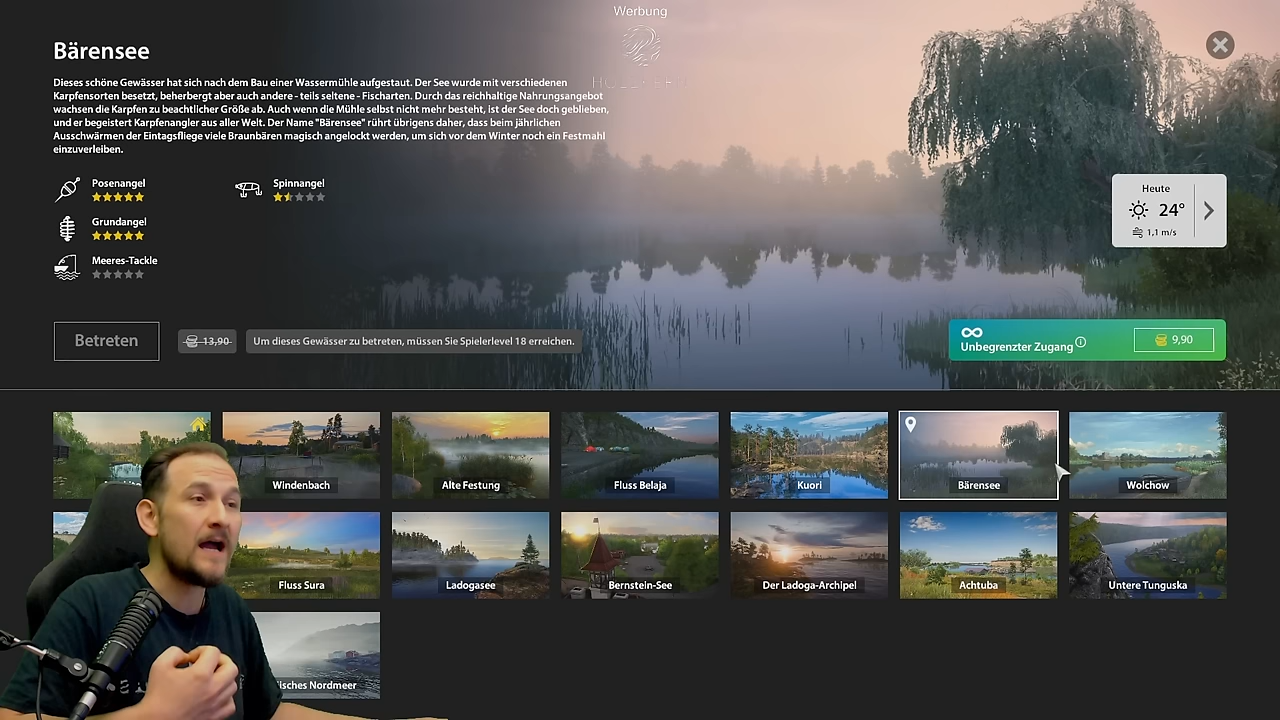 Werbung
Bärensee
Dieses schöne Gewässer hat sich nach dem Bau einer Wassermühle aufgestaut. Der See wurde mit verschiedenen
Karpfensorten besetzt, beherbergt aber auch andere - teils seltene - Fischarten. Durch das reichhaltige Nahrungsangebot
wachsen die Karpfen zu beachtlicher Größe ab. Auch wenn die Mühle selbst nicht mehr besteht, ist der See doch geblieben,
und er begeistert Karpfenangler aus aller Welt. Der Name "Bärensee" rührt übrigens daher, dass beim jährlichen
Ausschwärmen der Eintagsfliege viele Braunbären magisch angelockt werden, um sich vor dem Winter noch ein Festmahl
einzuverleiben.
Posenangel
Spinnangel
Grundangel
Meeres-Tackle
Heute
24°
1,1 m/s
Betreten
13,90
Um dieses Gewässer zu betreten, müssen Sie Spielerlevel 18 erreichen.
Unbegrenzter Zugang
9,90
Windenbach
Alte Festung
Fluss Belaja
Kuori
Bärensee
Wolchow
Fluss Sura
Ladogasee
Bernstein-See
Der Ladoga-Archipel
Achtuba
Untere Tunguska
isches Nordmeer